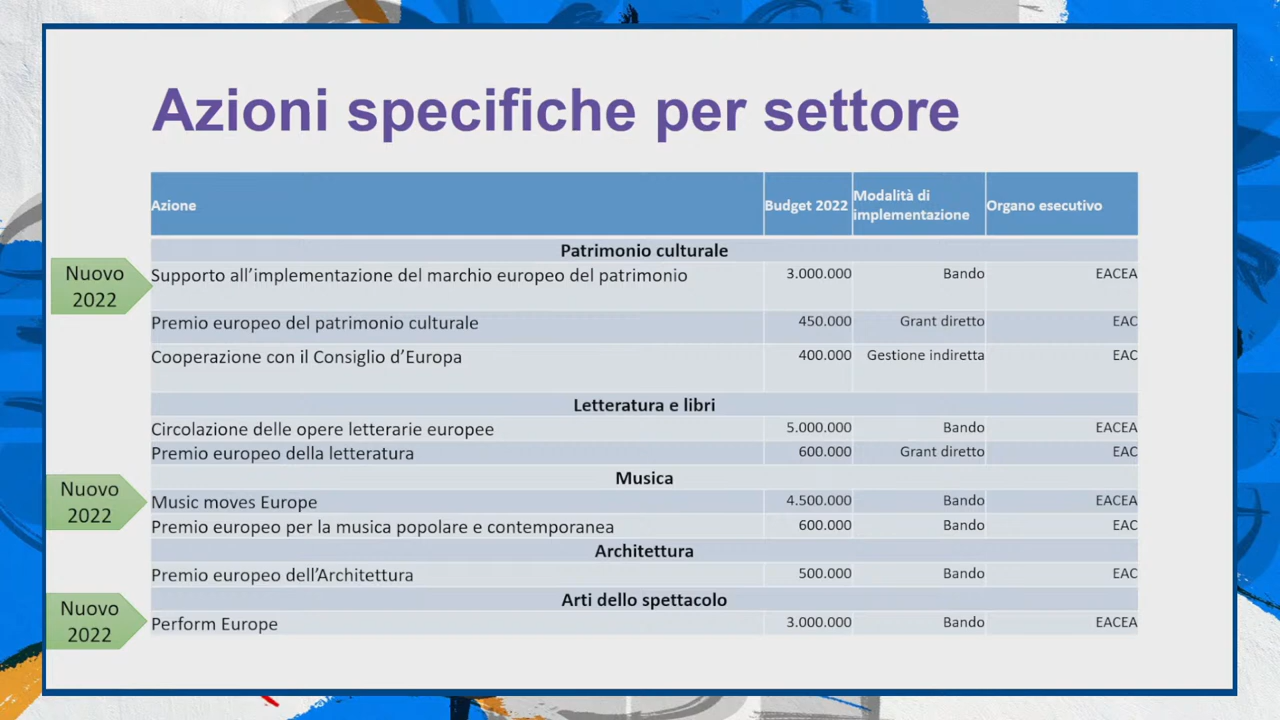 Azioni specifiche per settore
Azione Budget 2022 Modalità di implementazione Organo esecutivo
Patrimonio culturale
Nuovo 2022 Supporto all’implementazione del marchio europeo del patrimonio 3.000.000 Bando EACEA
Premio europeo del patrimonio culturale 450.000 Grant diretto EAC
Cooperazione con il Consiglio d’Europa 400.000 Gestione indiretta EAC
Letteratura e libri
Circolazione delle opere letterarie europee 5.000.000 Bando EACEA
Premio europeo della letteratura 600.000 Grant diretto EAC
Musica
Nuovo 2022 Music moves Europe 4.500.000 Bando EACEA
Premio europeo per la musica popolare e contemporanea 600.000 Bando EAC
Architettura
Premio europeo dell’Architettura 500.000 Bando EAC
Arti dello spettacolo
Nuovo 2022 Perform Europe 3.000.000 Bando EACEA